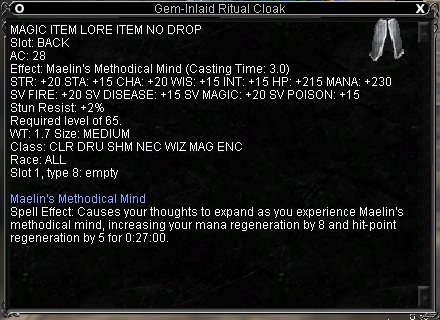 Gem-Inlaid Ritual Cloak
MAGIC ITEM LORE ITEM NO DROP
Slot: BACK
AC: 28
Effect: Maelin's Methodical Mind (Casting Time: 3.0)
STR: +20 STA: +15 CHA: +20 WIS: +15 INT: +15 HP: +215 MANA: +230
SV FIRE: +20 SV DISEASE: +15 SV MAGIC: +20 SV POISON: +15
Stun Resist: +2%
Required level of 65.
WT: 1.7 Size: MEDIUM
Class: CLR DRU SHM NEC WIZ MAG ENC
Race: ALL
Slot 1, type 8: empty
Maelin's Methodical Mind
Spell Effect: Causes your thoughts to expand as you experience Maelin's
methodical mind, increasing your mana regeneration by 8 and hit-point
regeneration by 5 for 0:27:00.